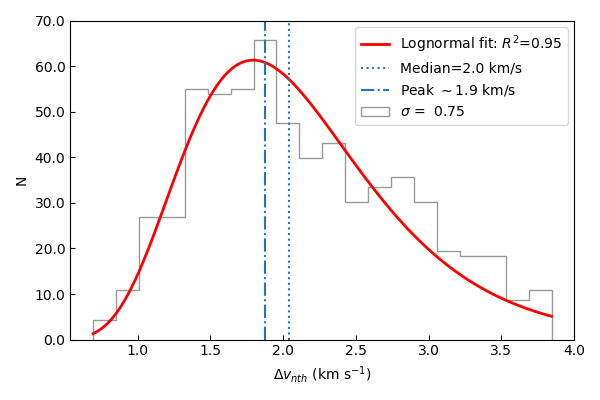 70.0
60.0
50.0
40.0
30.0
20.0
10.0
0.0
N
Lognormal fit: R²=0.95
Median=2.0 km/s
Peak ∼1.9 km/s
σ = 0.75
1.0 1.5 2.0 2.5 3.0 3.5 4.0
Δvₙₜₕ (km s⁻¹)